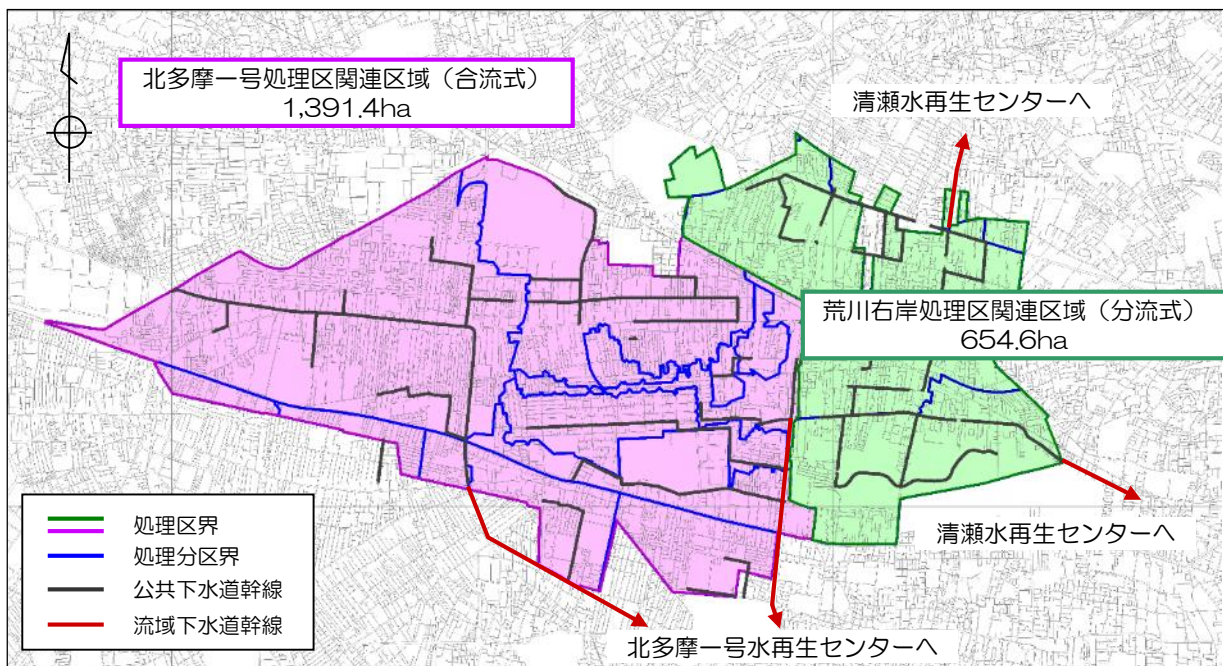 北多摩一号処理区関連区域（合流式）
1,391.4ha
清瀬水再生センターへ
荒川右岸処理区関連区域（分流式）
654.6ha
処理区界
処理分区界
公共下水道幹線
流域下水道幹線
清瀬水再生センターへ
北多摩一号水再生センターへ